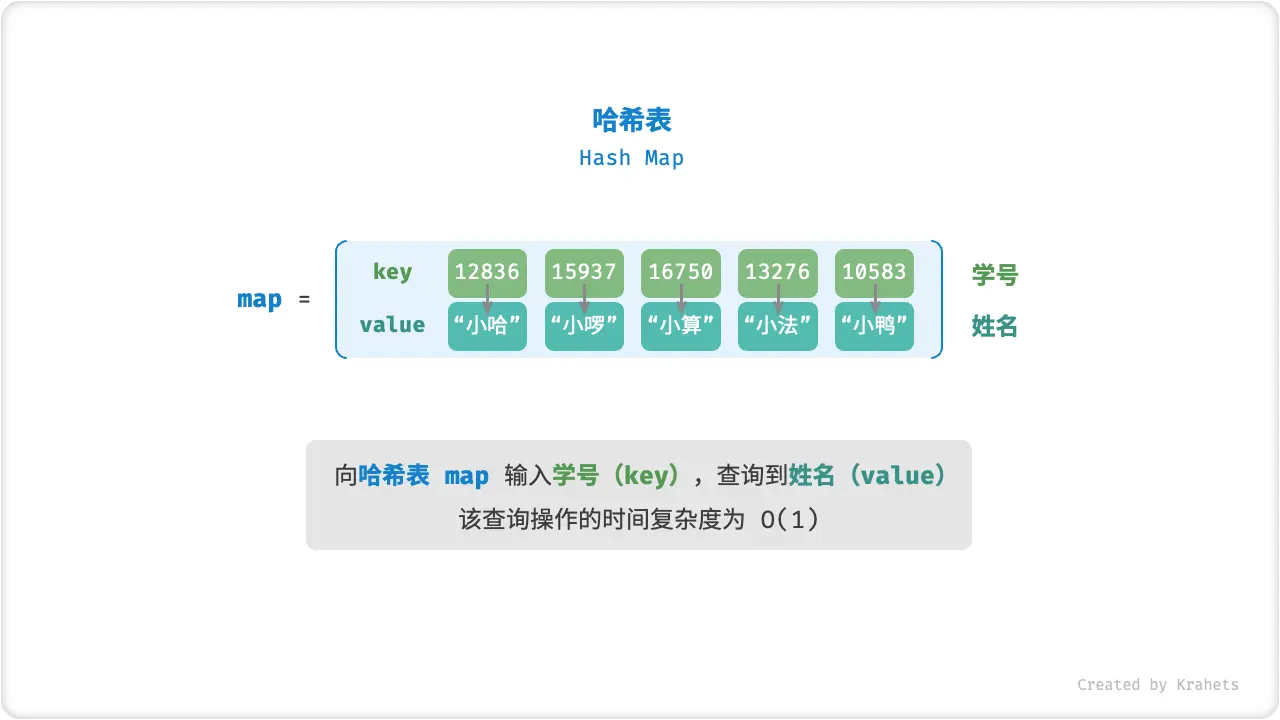 哈希表
Hash Map
map =
key 12836 15937 16750 13276 10583 学号
value “小哈” “小啰” “小算” “小法” “小鸭” 姓名
向哈希表 map 输入学号（key），查询到姓名（value）
该查询操作的时间复杂度为 O(1)
Created by Krahets